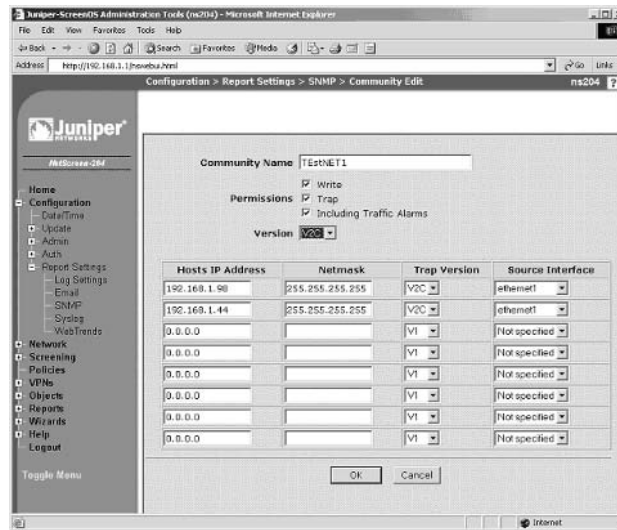 Juniper-ScreenOS Administration Tools (ns204) - Microsoft Internet Explorer
File Edit View Favorites Tools Help
Back Search Favorites Media
Address http://192.168.1.1/nswebui.html Go Links
Configuration > Report Settings > SNMP > Community Edit ns204 ?
Juniper
NETWORKS
NetScreen-204
Home
Configuration
Date/Time
Update
Admin
Auth
Report Settings
Log Settings
Email
SNMP
Syslog
WebTrends
Network
Screening
Policies
VPNs
Objects
Reports
Wizards
Help
Logout
Toggle Menu
Community Name TEstNET1
Permissions
Write
Trap
Including Traffic Alarms
Version V2C
Hosts IP Address Netmask Trap Version Source Interface
192.168.1.98 255.255.255.255 V2C ethernet1
192.168.1.44 255.255.255.255 V2C ethernet1
0.0.0.0 V1 Not specified
0.0.0.0 V1 Not specified
0.0.0.0 V1 Not specified
0.0.0.0 V1 Not specified
0.0.0.0 V1 Not specified
0.0.0.0 V1 Not specified
OK Cancel
Internet